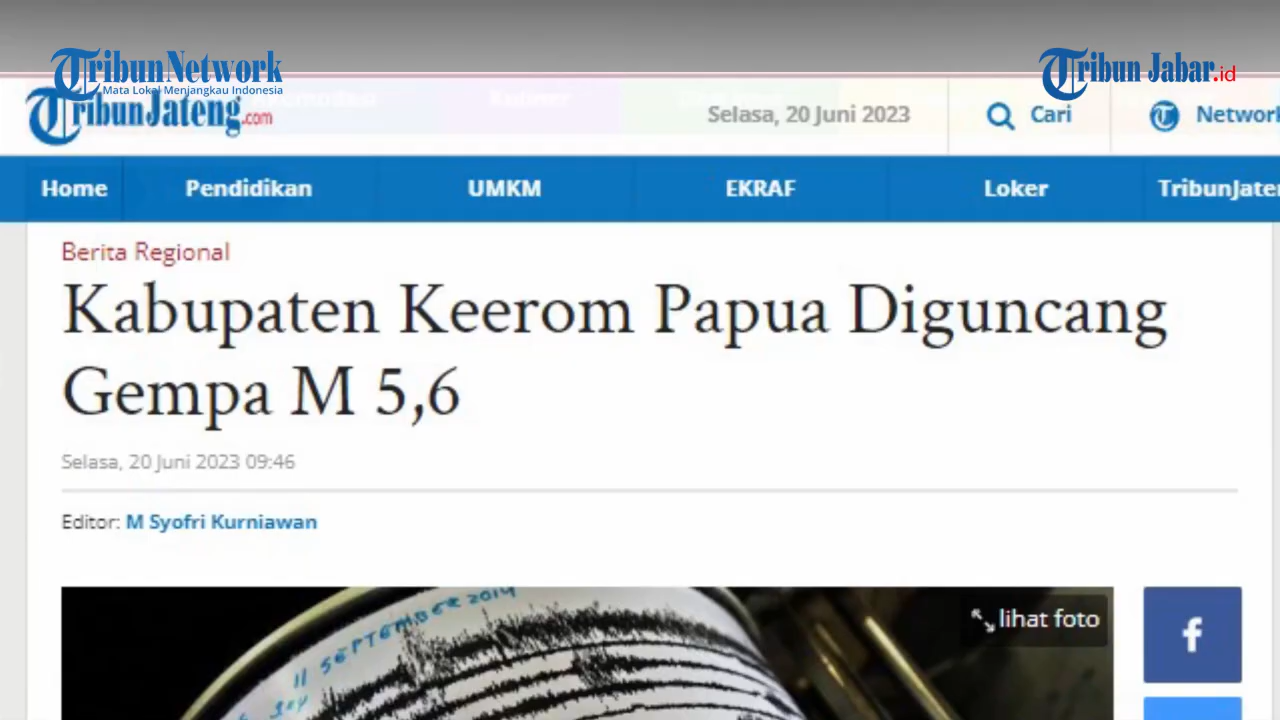 TribunNetwork
Mata Lokal Menjangkau Indonesia
Tribun Jabar.id
TribunJateng.com
Kuliner
Selasa, 20 Juni 2023
Cari
Network
Home
Pendidikan
UMKM
EKRAF
Loker
TribunJaten
Berita Regional
Kabupaten Keerom Papua Diguncang
Gempa M 5,6
Selasa, 20 Juni 2023 09:46
Editor: M Syofri Kurniawan
lihat foto
11 SEPTEMBER 2014
f